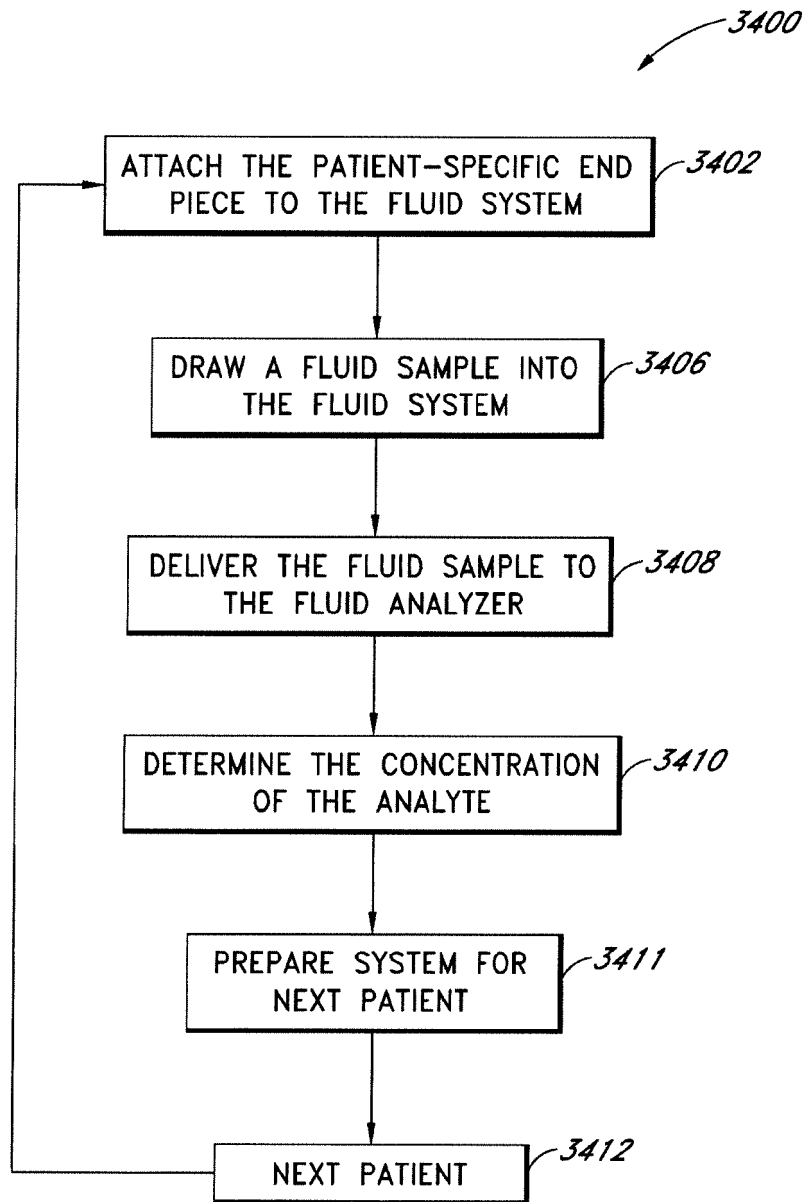 3400
ATTACH THE PATIENT-SPECIFIC END
PIECE TO THE FLUID SYSTEM
3402
DRAW A FLUID SAMPLE INTO
THE FLUID SYSTEM
3406
DELIVER THE FLUID SAMPLE TO
THE FLUID ANALYZER
3408
DETERMINE THE CONCENTRATION
OF THE ANALYTE
3410
PREPARE SYSTEM FOR
NEXT PATIENT
3411
NEXT PATIENT
3412